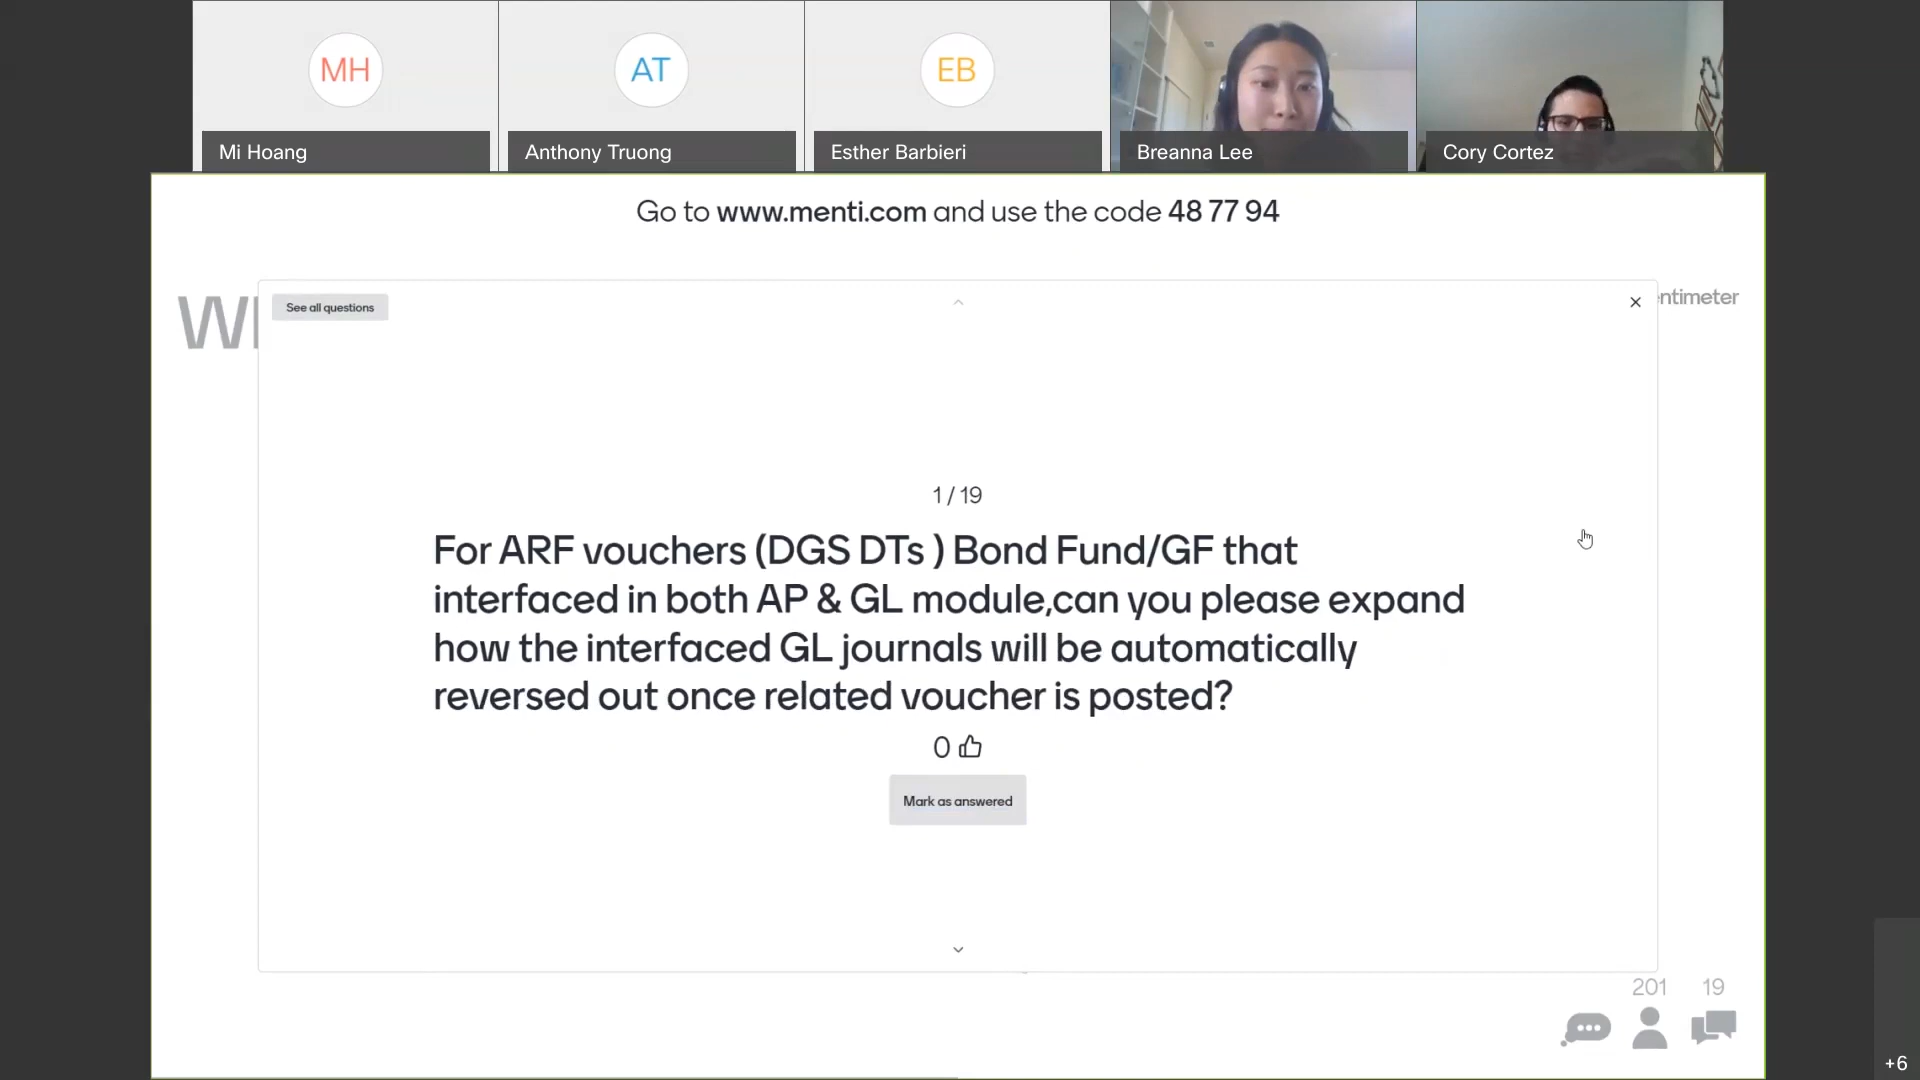 MH
AT
EB
Mi Hoang
Anthony Truong
Esther Barbieri
Breanna Lee
Cory Cortez
Go to www.menti.com and use the code 48 77 94
See all questions
ntimeter
1 / 19
For ARF vouchers (DGS DTs ) Bond Fund/GF that
interfaced in both AP & GL module,can you please expand
how the interfaced GL journals will be automatically
reversed out once related voucher is posted?
0
Mark as answered
201 19
+6